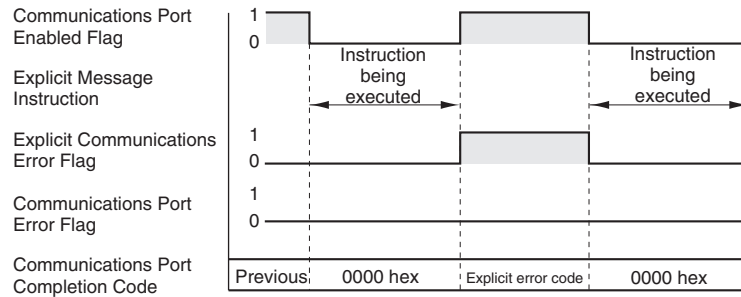 Communications Port
Enabled Flag
1
0
Instruction
being
executed
Instruction
being
executed
Explicit Message
Instruction
Explicit Communications
Error Flag
1
0
Communications Port
Error Flag
1
0
Communications Port
Completion Code
Previous
0000 hex
Explicit error code
0000 hex